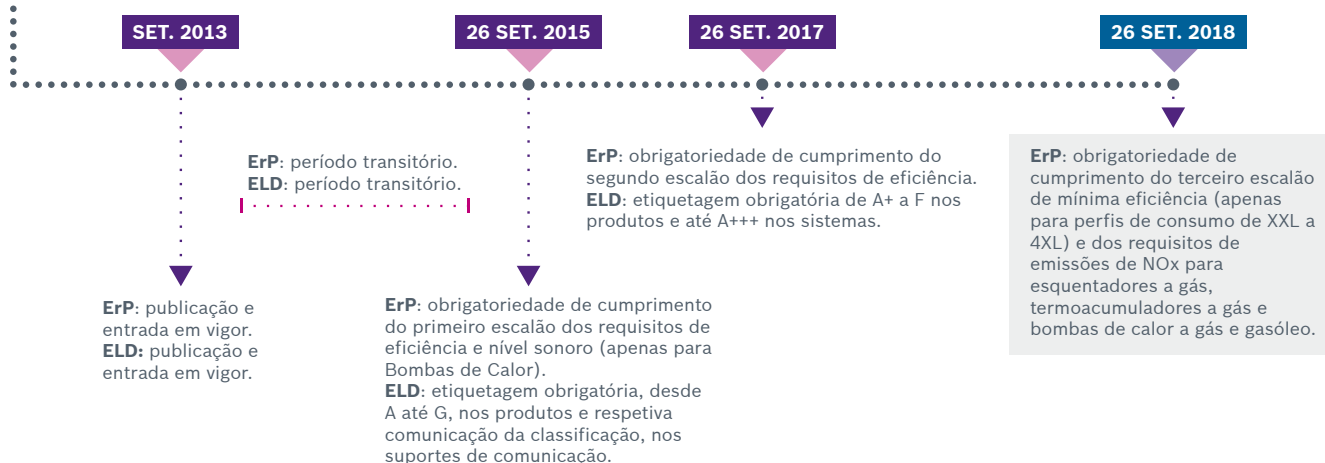 SET. 2013
26 SET. 2015
26 SET. 2017
26 SET. 2018
ErP: período transitório.
ELD: período transitório.
ErP: publicação e
entrada em vigor.
ELD: publicação e
entrada em vigor.
ErP: obrigatoriedade de cumprimento
do primeiro escalão dos requisitos de
eficiência e nível sonoro (apenas para
Bombas de Calor).
ELD: etiquetagem obrigatória, desde
A até G, nos produtos e respetiva
comunicação da classificação, nos
suportes de comunicação.
ErP: obrigatoriedade de cumprimento do
segundo escalão dos requisitos de eficiência.
ELD: etiquetagem obrigatória de A+ a F nos
produtos e até A+++ nos sistemas.
ErP: obrigatoriedade de
cumprimento do terceiro escalão
de mínima eficiência (apenas
para perfis de consumo de XXL a
4XL) e dos requisitos de
emissões de NOx para
esquentadores a gás,
termoacumuladores a gás e
bombas de calor a gás e gasóleo.